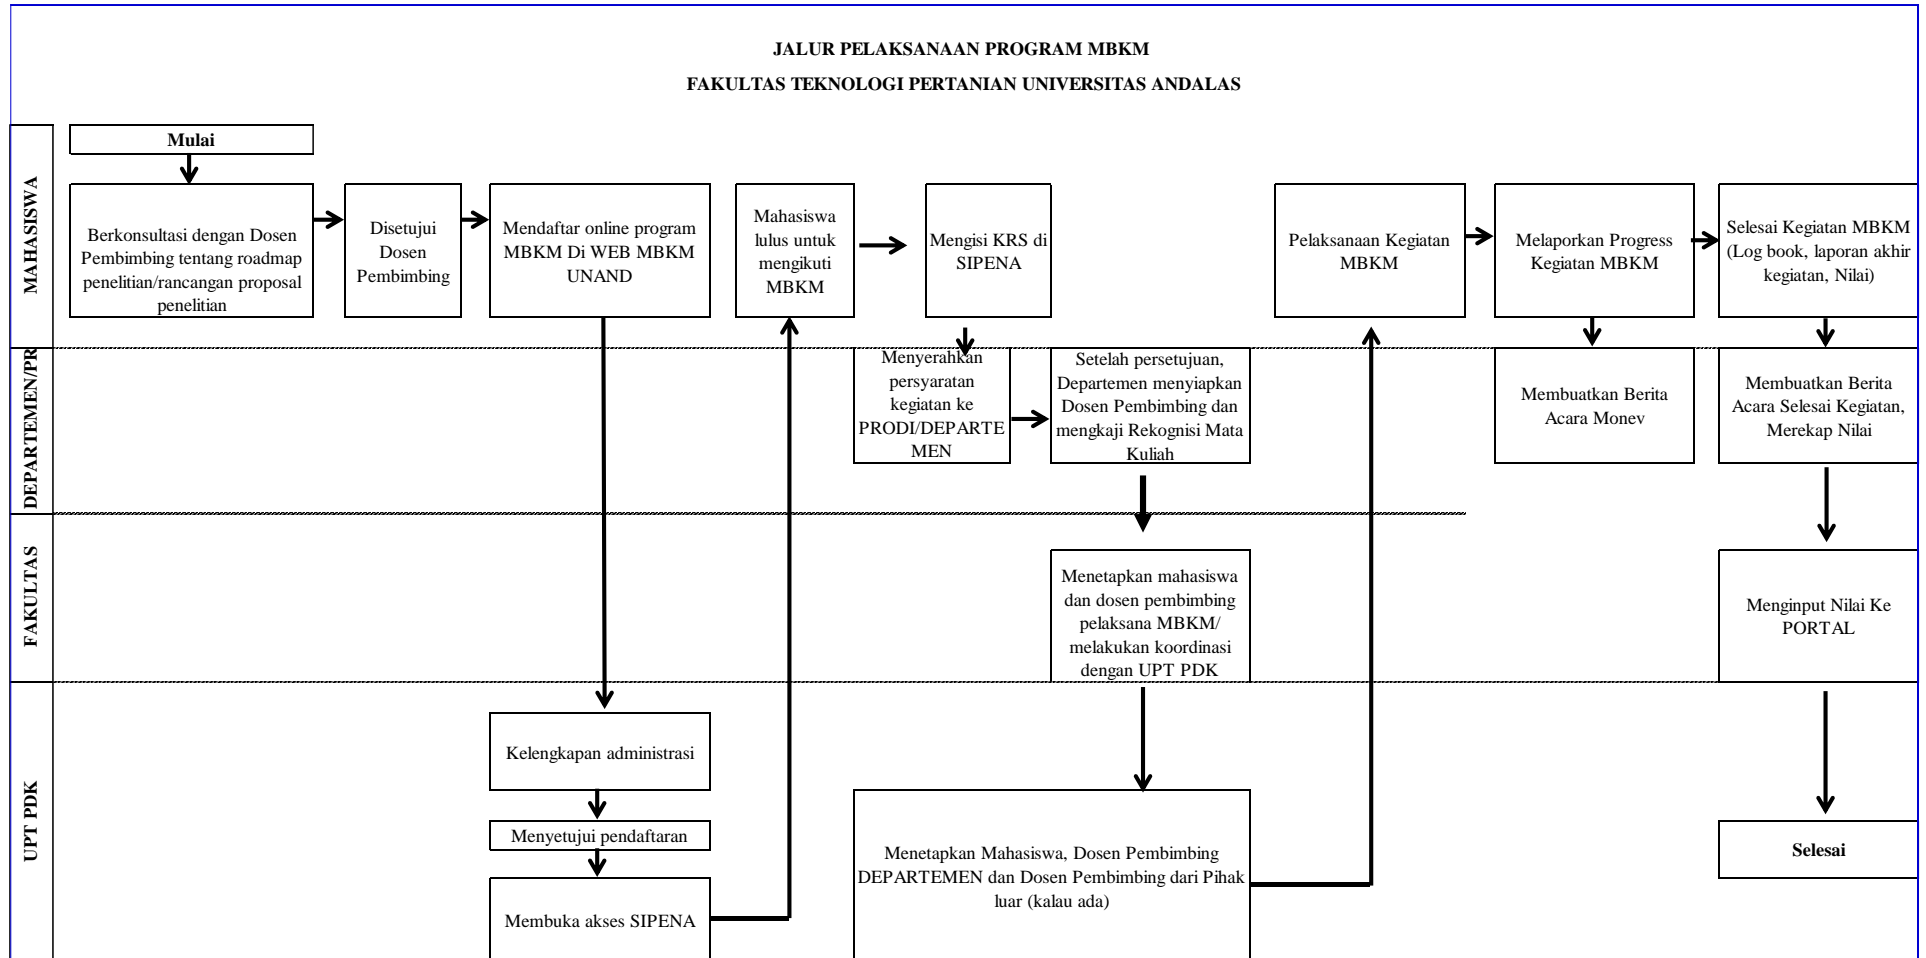 JALUR PELAKSANAAN PROGRAM MBKM
FAKULTAS TEKNOLOGI PERTANIAN UNIVERSITAS ANDALAS
MAHASISWA
Mulai
Berkonsultasi dengan Dosen
Pembimbing tentang roadmap
penelitian/rancangan proposal
penelitian
Disetujui
Dosen
Pembimbing
Mendaftar online program
MBKM Di WEB MBKM
UNAND
Mahasiswa
lulus untuk
mengikuti
MBKM
Mengisi KRS di
SIPENA
Pelaksanaan Kegiatan
MBKM
Melaporkan Progress
Kegiatan MBKM
Selesai Kegiatan MBKM
(Log book, laporan akhir
kegiatan, Nilai)
DEPARTEMEN/PR
Menyerahkan
persyaratan
kegiatan ke
PRODI/DEPARTE
MEN
Setelah persetujuan,
Departemen menyiapkan
Dosen Pembimbing dan
mengkaji Rekognisi Mata
Kuliah
Membuatkan Berita
Acara Monev
Membuatkan Berita
Acara Selesai Kegiatan,
Merekap Nilai
FAKULTAS
Menetapkan mahasiswa
dan dosen pembimbing
pelaksana MBKM/
melakukan koordinasi
dengan UPT PDK
Menginput Nilai Ke
PORTAL
UPT PDK
Kelengkapan administrasi
Menyetujui pendaftaran
Membuka akses SIPENA
Menetapkan Mahasiswa, Dosen Pembimbing
DEPARTEMEN dan Dosen Pembimbing dari Pihak
luar (kalau ada)
Selesai